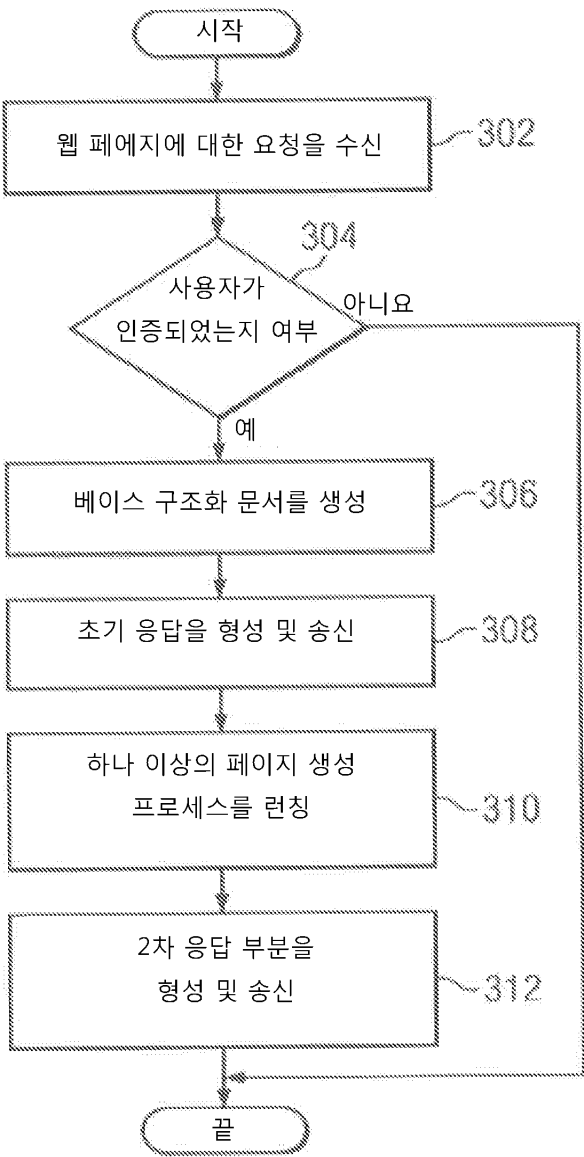 시작
웹 페에지에 대한 요청을 수신
302
304
사용자가
인증되었는지 여부
아니요
예
베이스 구조화 문서를 생성
306
초기 응답을 형성 및 송신
308
하나 이상의 페이지 생성
프로세스를 런칭
310
2차 응답 부분을
형성 및 송신
312
끝